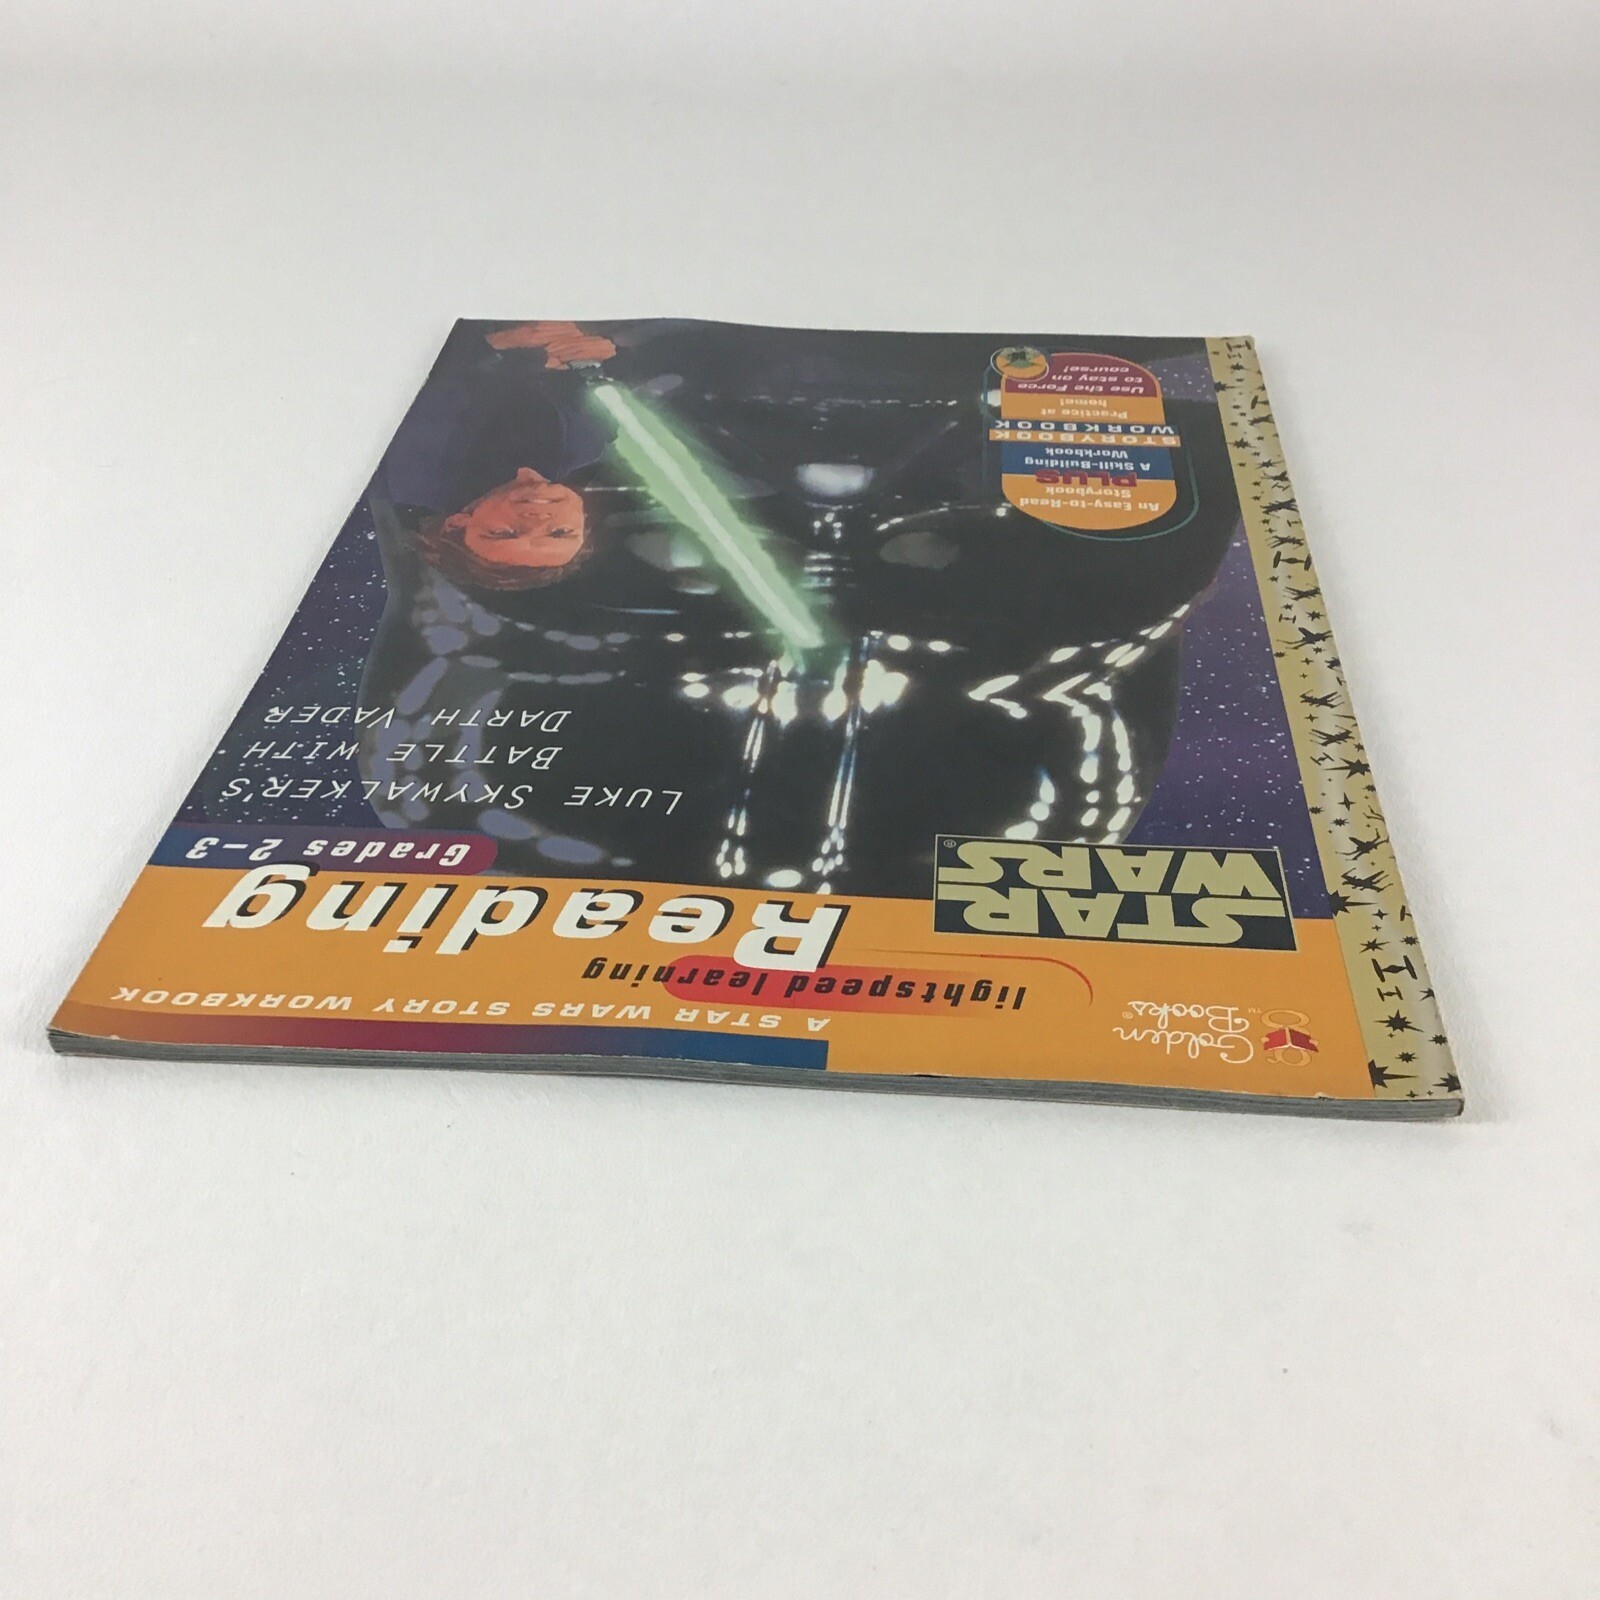 A STAR WARS STORY WORKBOOK
Golden
Books®
™
lightspeed learning
Reading
STAR
WARS®
Grades 2–3
LUKE SKYWALKER'S
BATTLE WITH
DARTH VADER
An Easy-to-Read
Storybook
PLUS
A Skill-Building
Workbook
STORYBOOK
WORKBOOK
Practice at
home!
Use the Force
to stay on
course!